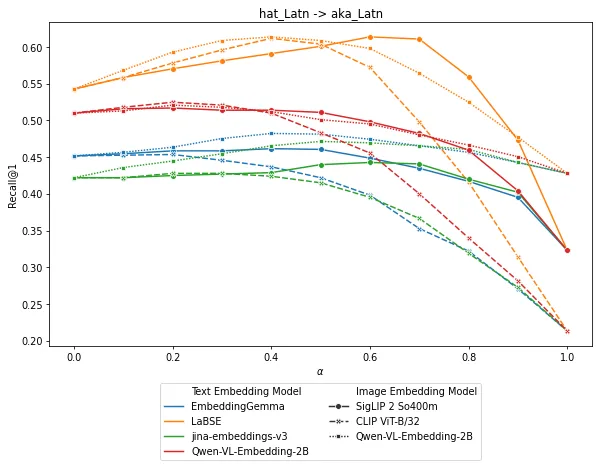 hat_Latn -> aka_Latn
Recall@1
0.60
0.55
0.50
0.45
0.40
0.35
0.30
0.25
0.20
0.0 0.2 0.4 0.6 0.8 1.0
α
Text Embedding Model
EmbeddingGemma
LaBSE
jina-embeddings-v3
Qwen-VL-Embedding-2B
Image Embedding Model
SigLIP 2 So400m
CLIP ViT-B/32
Qwen-VL-Embedding-2B